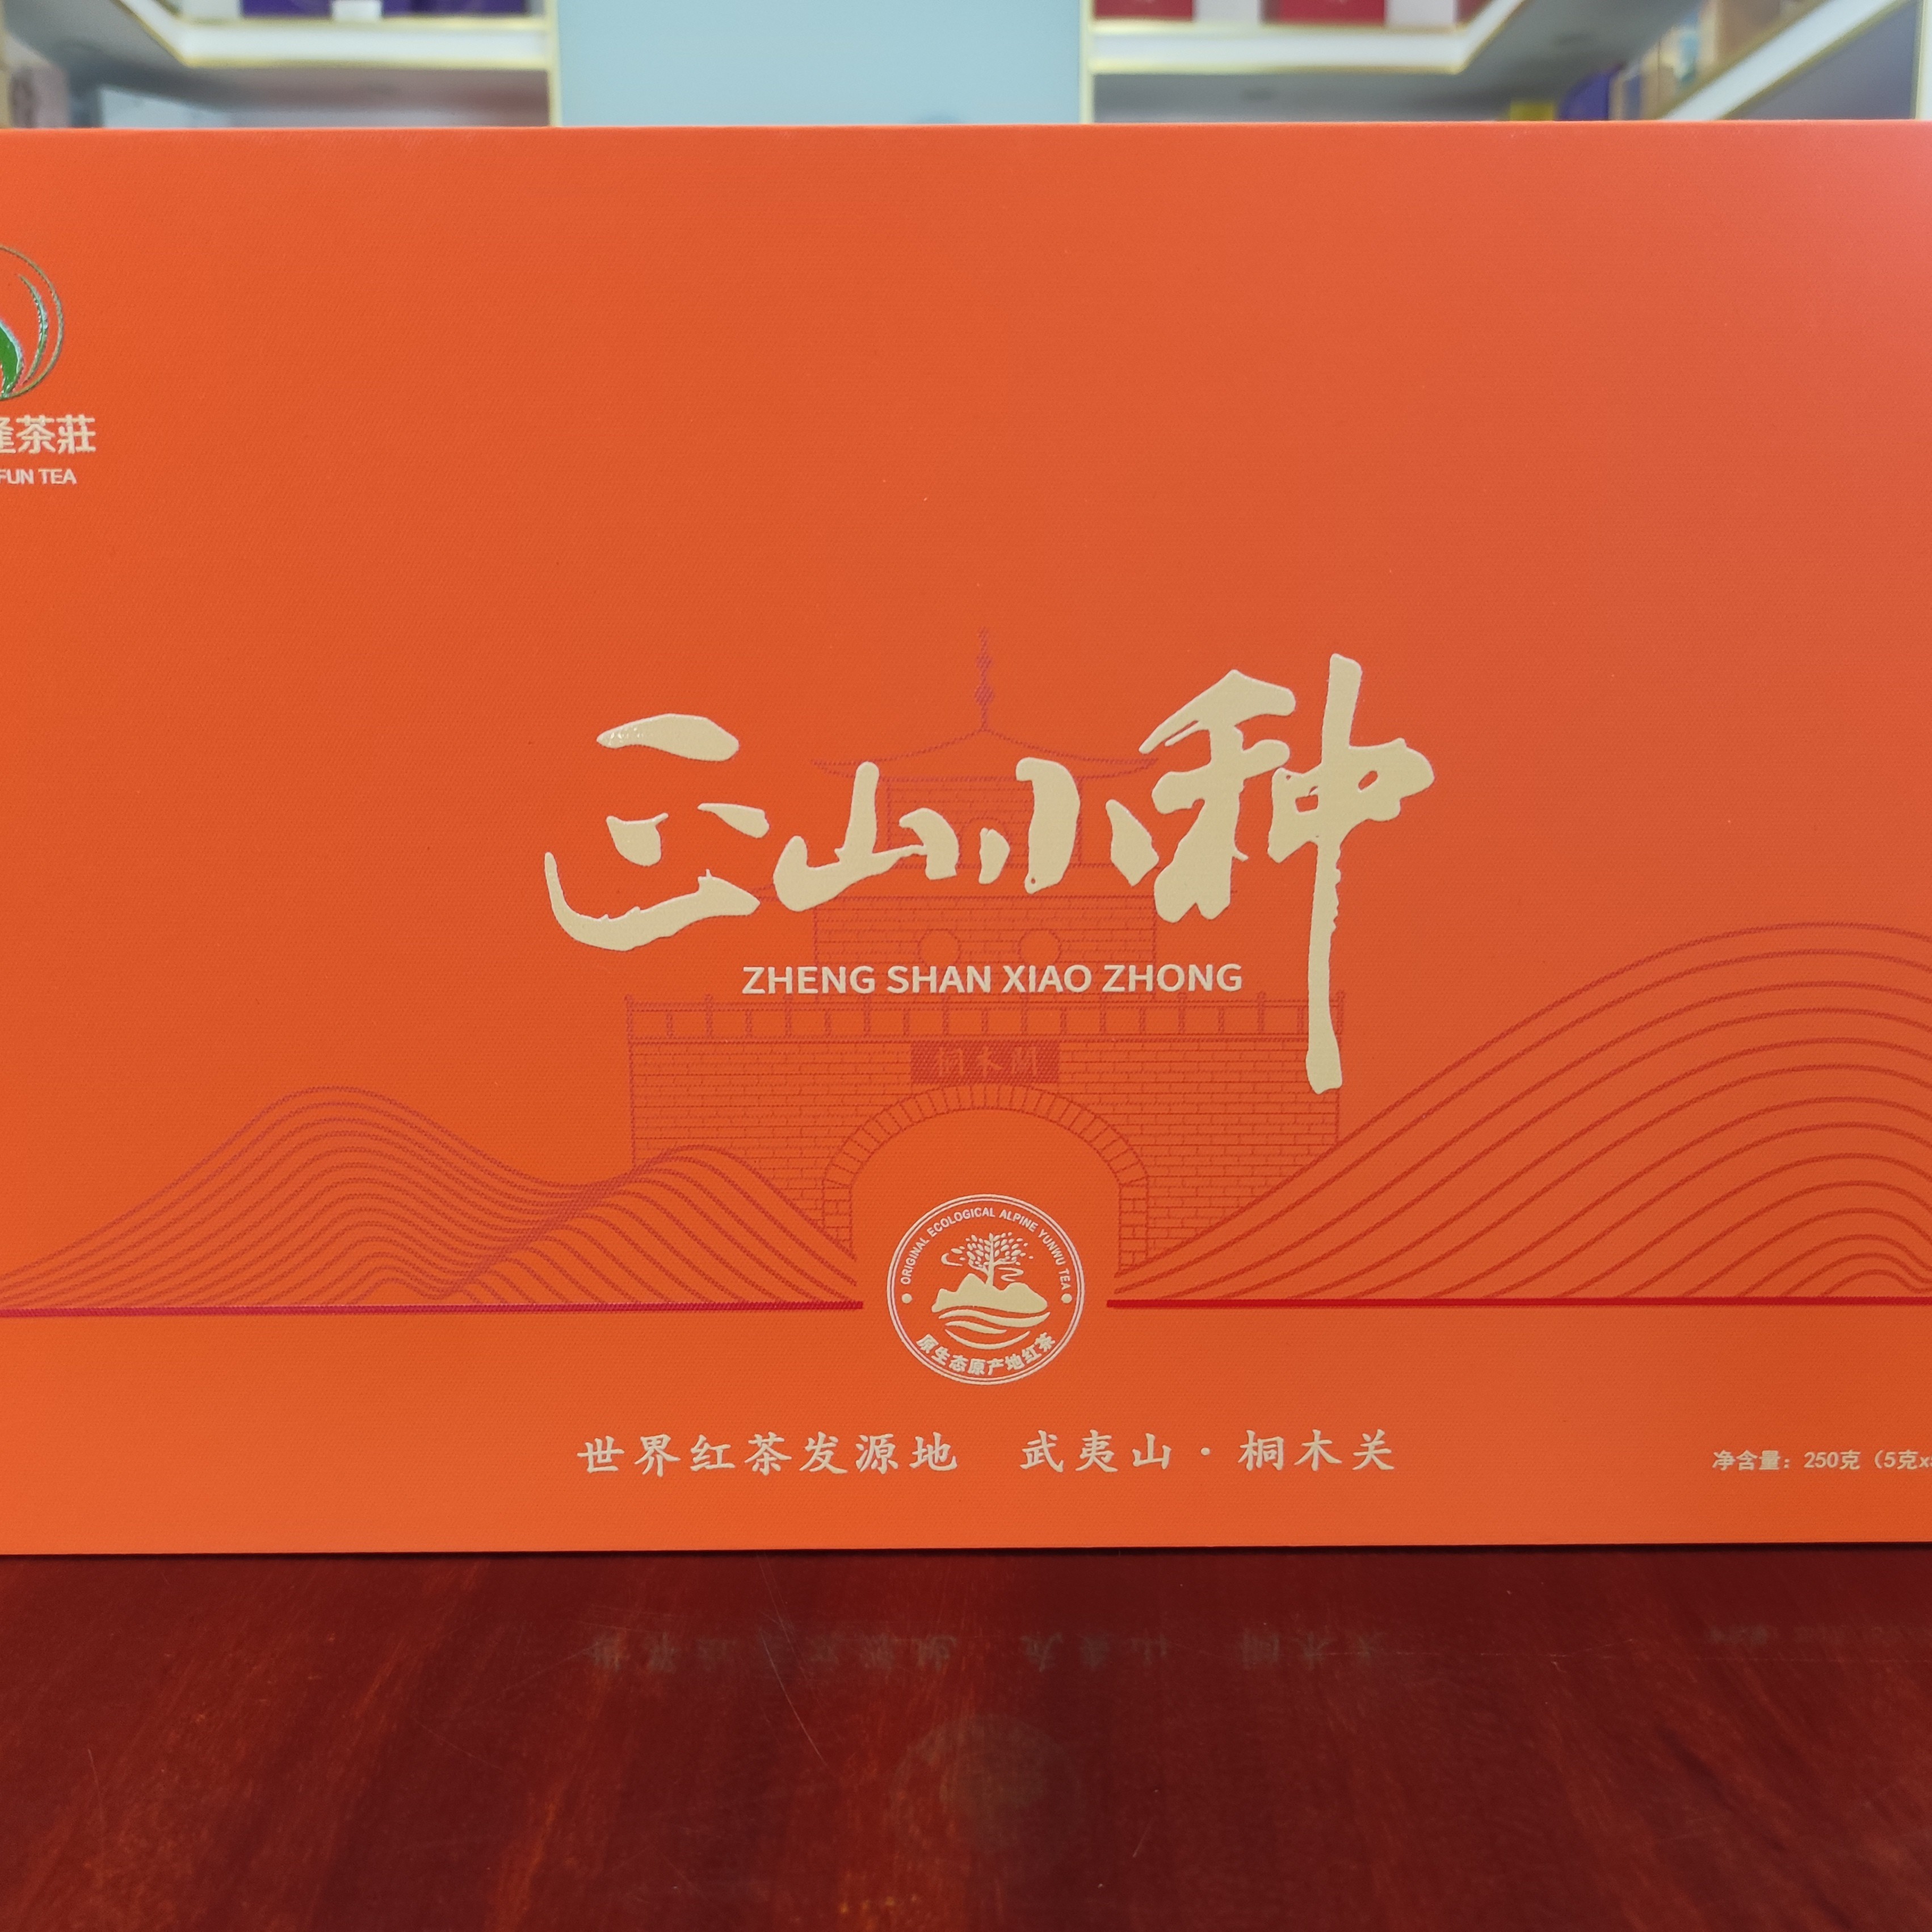 茶莊
FUN TEA
正山小种
ZHENG SHAN XIAO ZHONG
桐木関
ORIGINAL ECOLOGICAL ALPINE YUNWU TEA
原生态原产地红茶
世界红茶发源地 武夷山·桐木关
净含量：250克（5克x